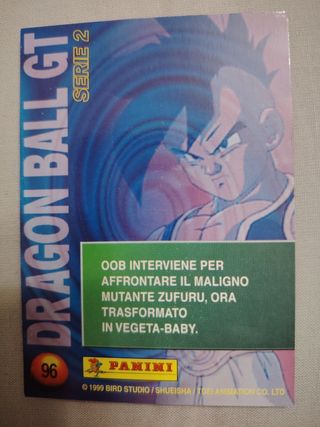 DRAGON BALL GT
SERIE 2
OOB INTERVIENE PER
AFFRONTARE IL MALIGNO
MUTANTE ZUFURU, ORA
TRASFORMATO
IN VEGETA-BABY.
96
PANINI
© 1999 BIRD STUDIO / SHUEISHA / TOEI ANIMATION CO. LTD